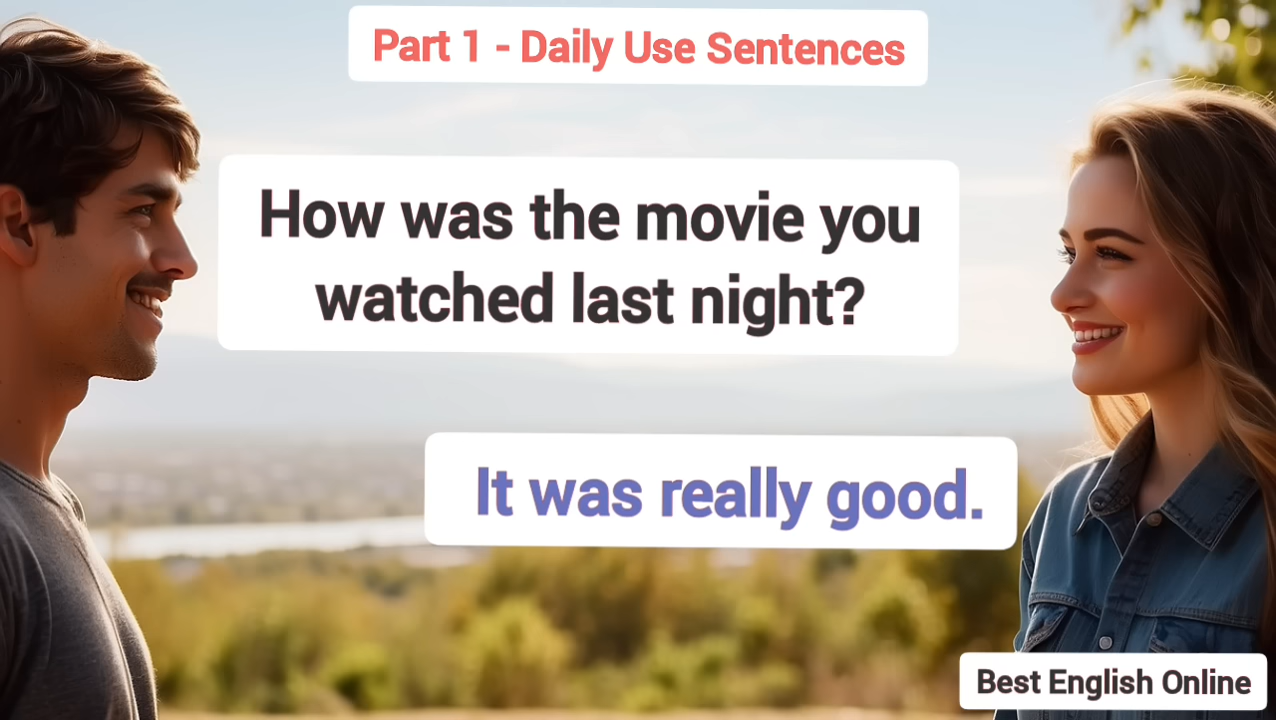 Part 1 - Daily Use Sentences
How was the movie you
watched last night?
It was really good.
Best English Online